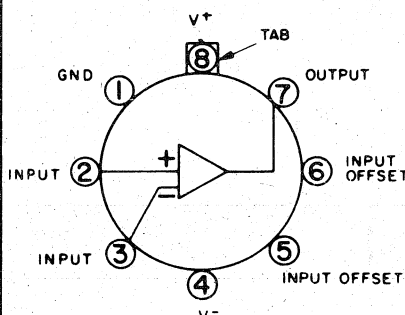 V+
TAB
8
GND
1
7
OUTPUT
+
INPUT
2
6
INPUT
OFFSET
−
INPUT
3
5
INPUT OFFSET
4
V−